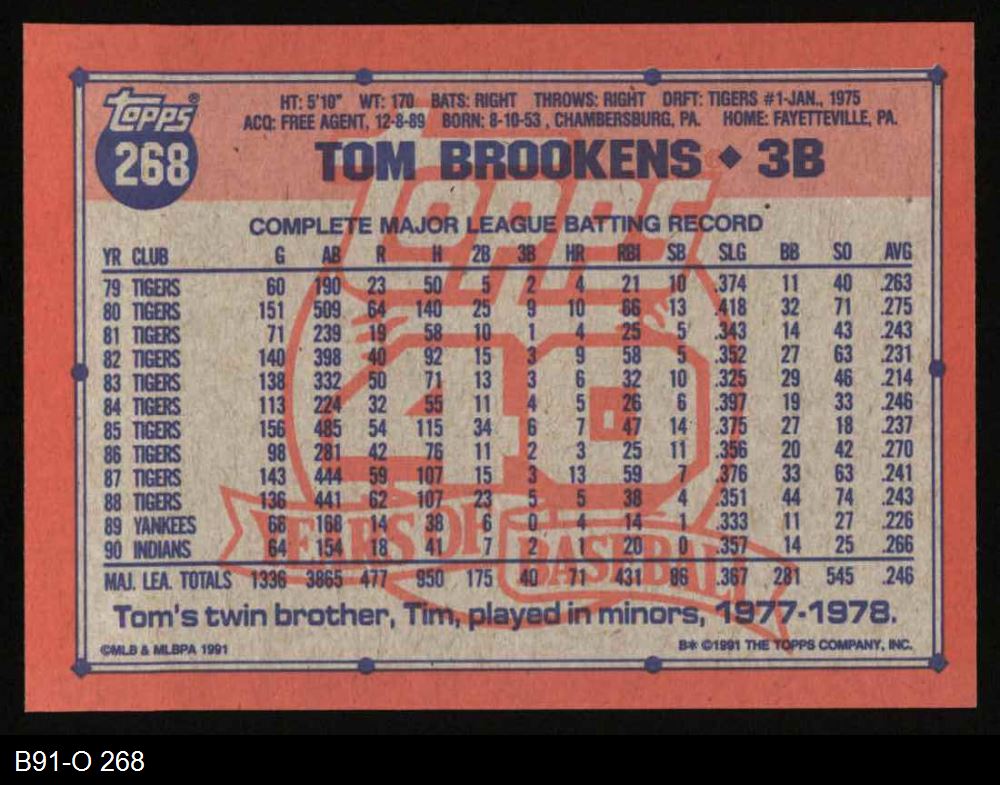 Topps®
268
HT: 5'10" WT: 170 BATS: RIGHT THROWS: RIGHT DRFT: TIGERS #1-JAN., 1975
ACQ: FREE AGENT, 12-8-89 BORN: 8-10-53 , CHAMBERSBURG, PA. HOME: FAYETTEVILLE, PA.
TOM BROOKENS ◆ 3B
Topps
40
YEARS OF
BASEBALL
COMPLETE MAJOR LEAGUE BATTING RECORD
YR CLUB G AB R H 2B 3B HR RBI SB SLG BB SO AVG
79 TIGERS 60 190 23 50 5 2 4 21 10 .374 11 40 .263
80 TIGERS 151 509 64 140 25 9 10 66 13 .418 32 71 .275
81 TIGERS 71 239 19 58 10 1 4 25 5 .343 14 43 .243
82 TIGERS 140 398 40 92 15 3 9 58 5 .352 27 63 .231
83 TIGERS 138 332 50 71 13 3 6 32 10 .325 29 46 .214
84 TIGERS 113 224 32 55 11 4 5 26 6 .397 19 33 .246
85 TIGERS 156 485 54 115 34 6 7 47 14 .375 27 18 .237
86 TIGERS 98 281 42 76 11 2 3 25 11 .356 20 42 .270
87 TIGERS 143 444 59 107 15 3 13 59 7 .376 33 63 .241
88 TIGERS 136 441 62 107 23 5 5 38 4 .351 44 74 .243
89 YANKEES 66 168 14 38 6 0 4 14 1 .333 11 27 .226
90 INDIANS 64 154 18 41 7 2 1 20 0 .357 14 25 .266
MAJ. LEA. TOTALS 1336 3865 477 950 175 40 71 431 86 .367 281 545 .246
Tom's twin brother, Tim, played in minors, 1977-1978.
©MLB & MLBPA 1991 B* ©1991 THE TOPPS COMPANY, INC.
B91-O 268